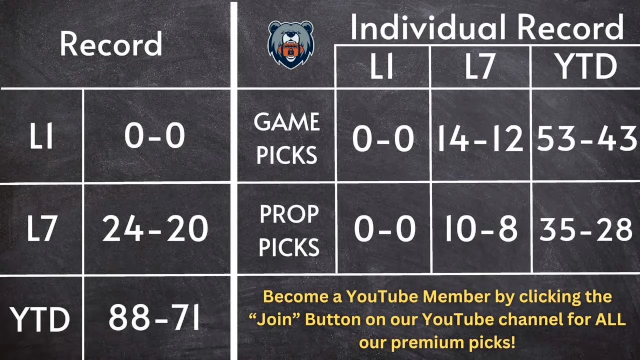 Record
L1 0-0
L7 24-20
YTD 88-71
Individual Record
L1 L7 YTD
GAME PICKS 0-0 14-12 53-43
PROP PICKS 0-0 10-8 35-28
Become a YouTube Member by clicking the
“Join” Button on our YouTube channel for ALL
our premium picks!